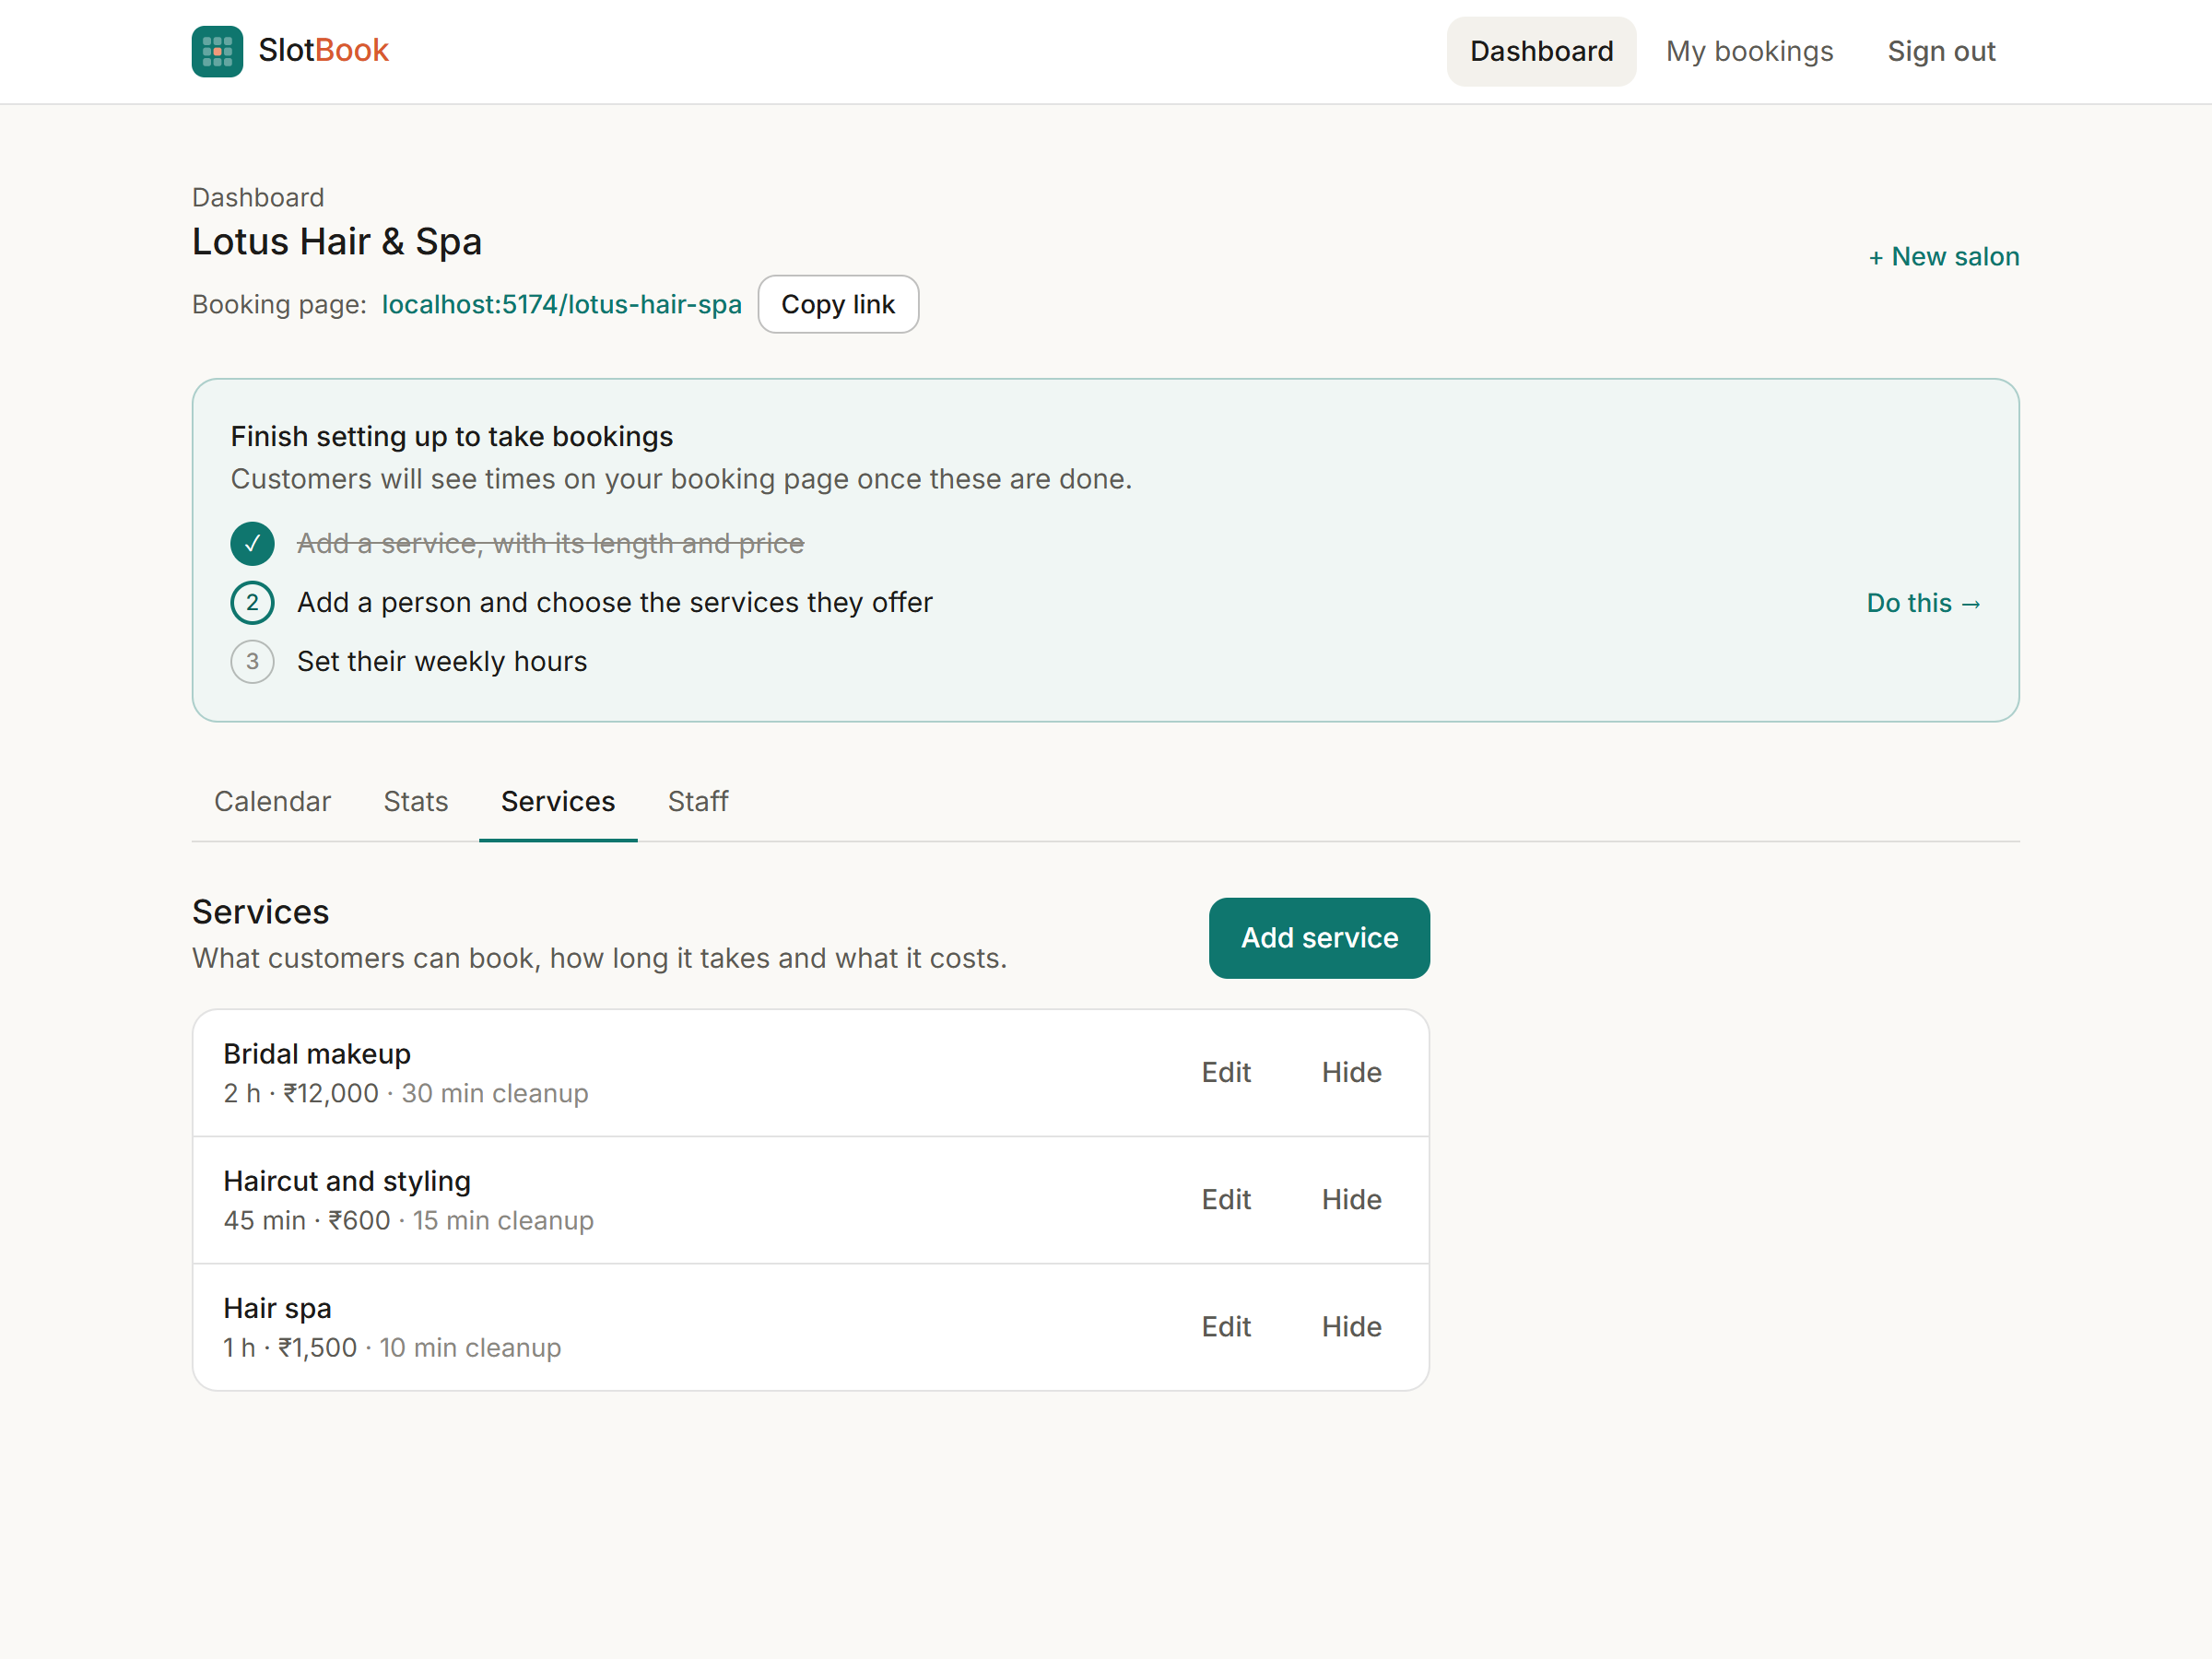 SlotBook
Dashboard
My bookings
Sign out
Dashboard
Lotus Hair & Spa
+ New salon
Booking page: localhost:5174/lotus-hair-spa Copy link
Finish setting up to take bookings
Customers will see times on your booking page once these are done.
✓ Add a service, with its length and price
2 Add a person and choose the services they offer Do this →
3 Set their weekly hours
Calendar Stats Services Staff
Services
What customers can book, how long it takes and what it costs.
Add service
Bridal makeup
2 h · ₹12,000 · 30 min cleanup
Edit Hide
Haircut and styling
45 min · ₹600 · 15 min cleanup
Edit Hide
Hair spa
1 h · ₹1,500 · 10 min cleanup
Edit Hide